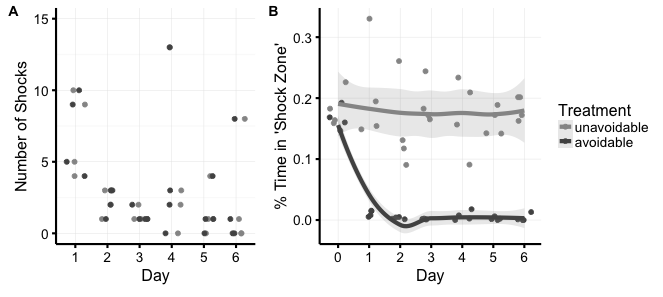 A
15
10
5
0
Number of Shocks
1 2 3 4 5 6
Day
B
0.3
0.2
0.1
0.0
% Time in 'Shock Zone'
0 1 2 3 4 5 6
Day
Treatment
unavoidable
avoidable